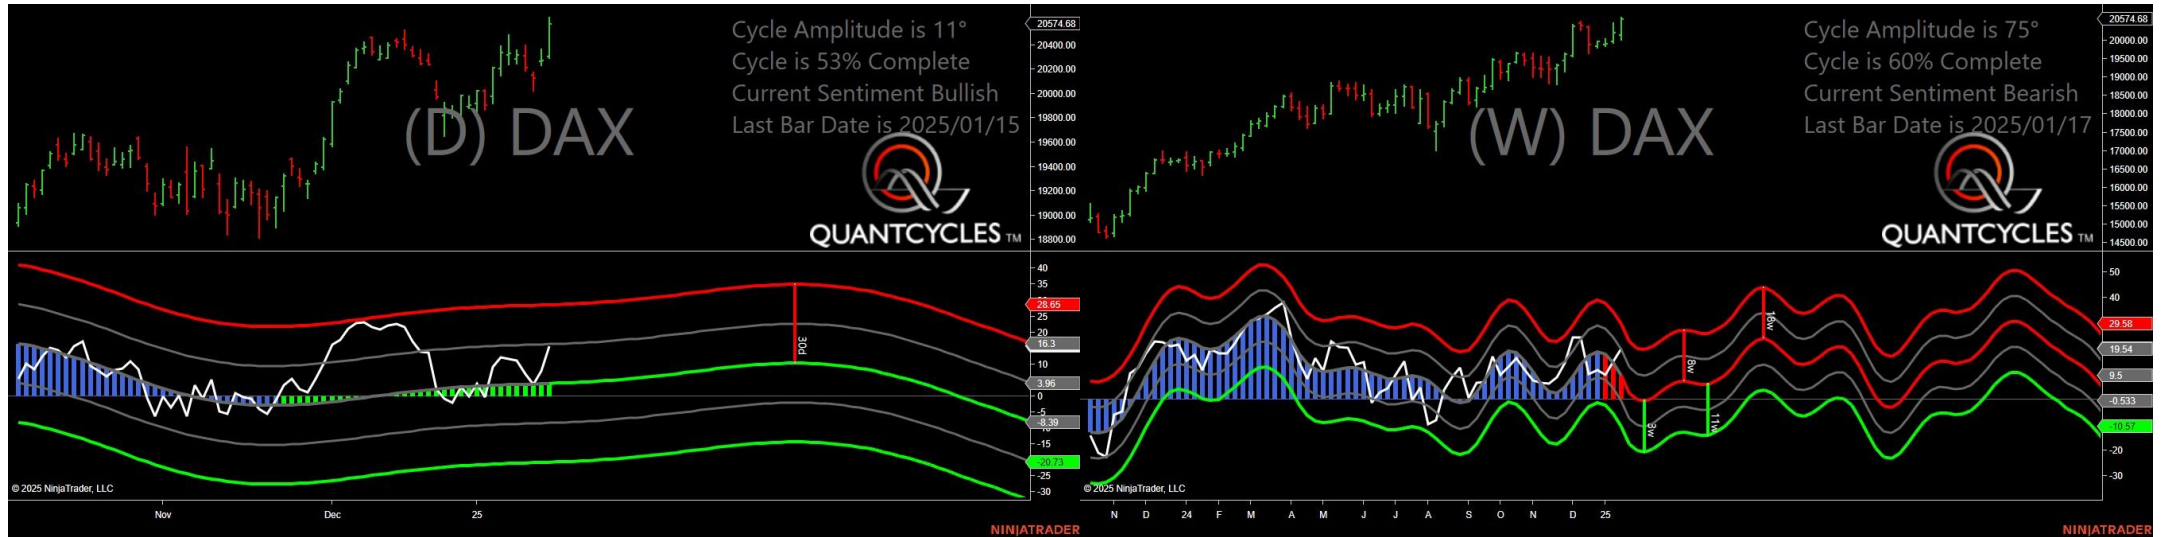 Cycle Amplitude is 11°
Cycle is 53% Complete
Current Sentiment Bullish
Last Bar Date is 2025/01/15
(D) DAX
QUANTCYCLES TM
20574.68
20400.00
20200.00
20000.00
19800.00
19600.00
19400.00
19200.00
19000.00
18800.00
40
35
28.65
25
20
16.3
10
3.96
0
-5
-8.39
-15
-20.73
-25
-30
30d
© 2025 NinjaTrader, LLC
Nov
Dec
25
NINJATRADER
Cycle Amplitude is 75°
Cycle is 60% Complete
Current Sentiment Bearish
Last Bar Date is 2025/01/17
(W) DAX
QUANTCYCLES TM
20574.68
20000.00
19500.00
19000.00
18500.00
18000.00
17500.00
17000.00
16500.00
16000.00
15500.00
15000.00
14500.00
50
40
29.58
19.54
9.5
-0.533
-10.57
-20
-30
8w
11w
© 2025 NinjaTrader, LLC
N D 24 F M A M J J A S O N D 25
NINJATRADER